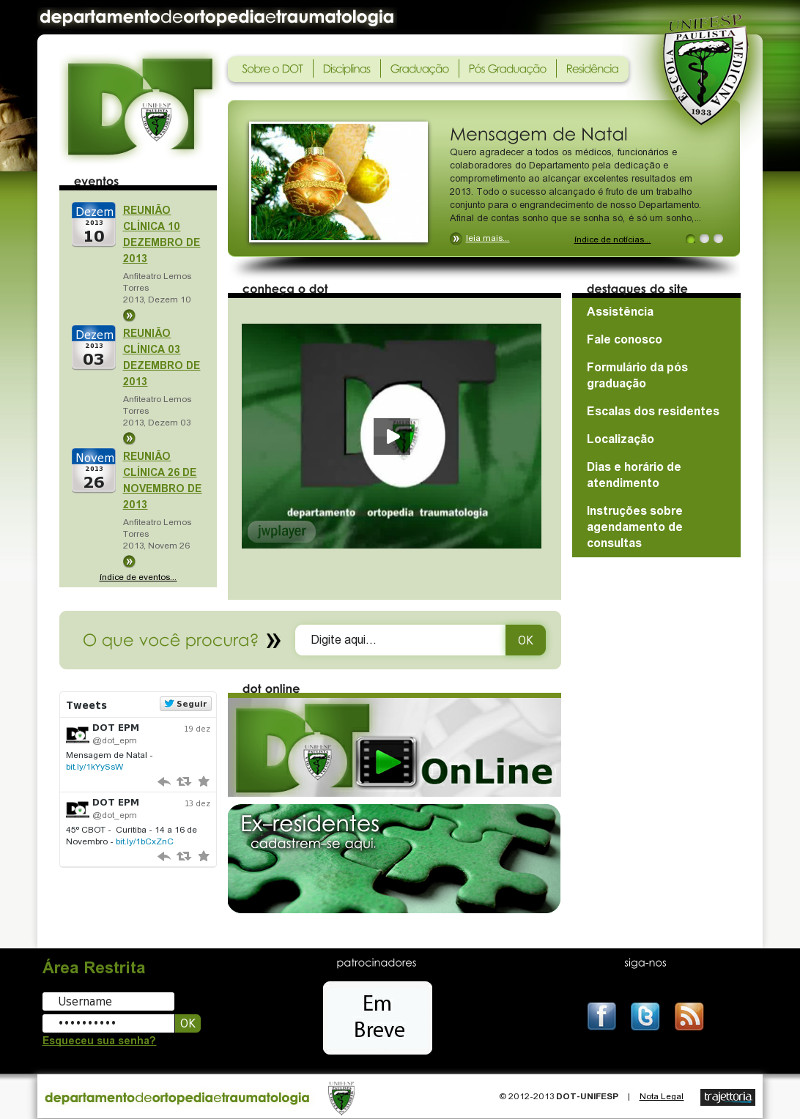 departamentodeortopediaetraumatologia
UNIFESP
ESCOLA PAULISTA MEDICINA
1933
DOT
UNIFESP
Sobre o DOT
Disciplinas
Graduação
Pós Graduação
Residência
Mensagem de Natal
Quero agradecer a todos os médicos, funcionários e
colaboradores do Departamento pela dedicação e
comprometimento ao alcançar excelentes resultados em
2013. Todo o sucesso alcançado é fruto de um trabalho
conjunto para o engrandecimento de nosso Departamento.
Afinal de contas sonho que se sonha só, é só um sonho,...
leia mais...
índice de notícias...
eventos
Dezem
2013
10
REUNIÃO
CLÍNICA 10
DEZEMBRO DE
2013
Anfiteatro Lemos
Torres
2013, Dezem 10
Dezem
2013
03
REUNIÃO
CLÍNICA 03
DEZEMBRO DE
2013
Anfiteatro Lemos
Torres
2013, Dezem 03
Novem
2013
26
REUNIÃO
CLÍNICA 26 DE
NOVEMBRO DE
2013
Anfiteatro Lemos
Torres
2013, Novem 26
índice de eventos...
conheça o dot
DOT
departamento ortopedia traumatologia
jwplayer
destaques do site
Assistência
Fale conosco
Formulário da pós
graduação
Escalas dos residentes
Localização
Dias e horário de
atendimento
Instruções sobre
agendamento de
consultas
O que você procura? »
Digite aqui...
OK
Tweets
Seguir
DOT EPM
19 dez
@dot_epm
Mensagem de Natal -
bit.ly/1kYySsW
DOT EPM
13 dez
@dot_epm
45º CBOT - Curitiba - 14 a 16 de
Novembro - bit.ly/1bCxZnC
dot online
DOT
UNIFESP
OnLine
Ex-residentes
cadastrem-se aqui.
Área Restrita
Username
••••••••••
OK
Esqueceu sua senha?
patrocinadores
Em
Breve
siga-nos
departamentodeortopediaetraumatologia
UNIFESP
© 2012-2013 DOT-UNIFESP | Nota Legal
trajettoria